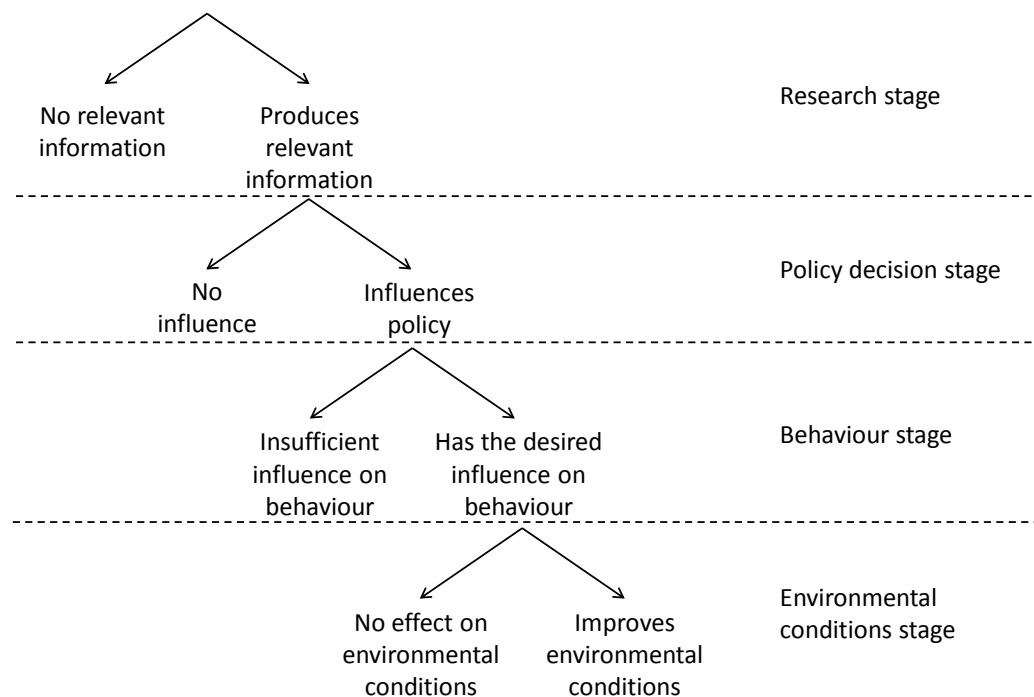 No relevant
information
Produces
relevant
information
Research stage
No
influence
Influences
policy
Policy decision stage
Insufficient
influence on
behaviour
Has the desired
influence on
behaviour
Behaviour stage
No effect on
environmental
conditions
Improves
environmental
conditions
Environmental
conditions stage